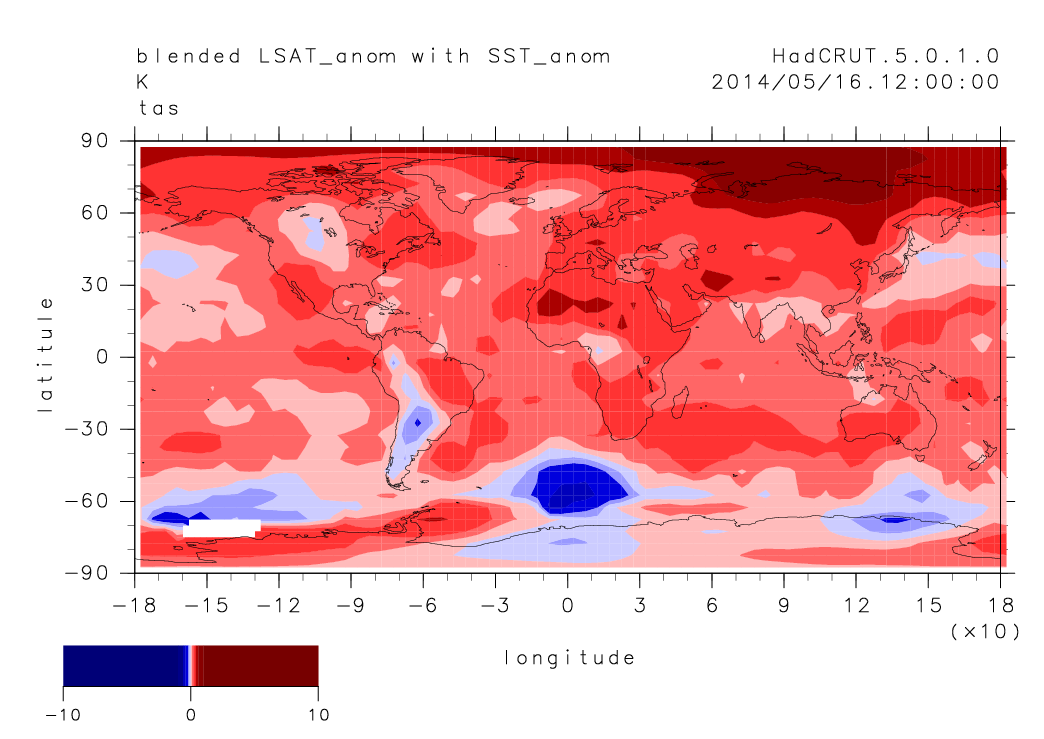 blended LSAT_anom with SST_anom HadCRUT.5.0.1.0
K 2014/05/16.12:00:00
tas
90
60
30
0
−30
−60
−90
latitude
−18 −15 −12 −9 −6 −3 0 3 6 9 12 15 18
(×10)
longitude
−10 0 10